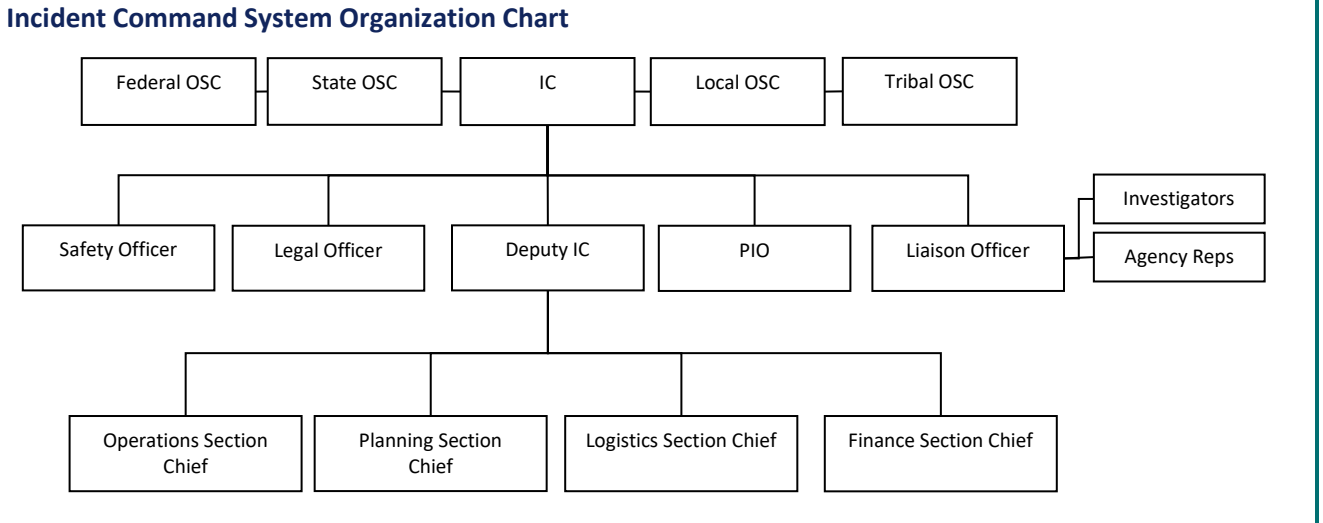 Incident Command System Organization Chart
Federal OSC
State OSC
IC
Local OSC
Tribal OSC
Investigators
Safety Officer
Legal Officer
Deputy IC
PIO
Liaison Officer
Agency Reps
Operations Section
Chief
Planning Section
Chief
Logistics Section Chief
Finance Section Chief